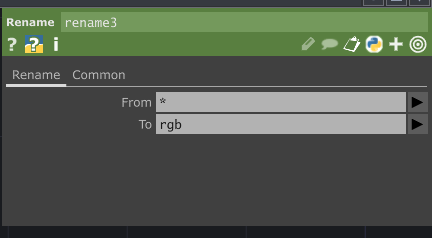 Rename rename3
? ? i
Rename Common
From *
To rgb